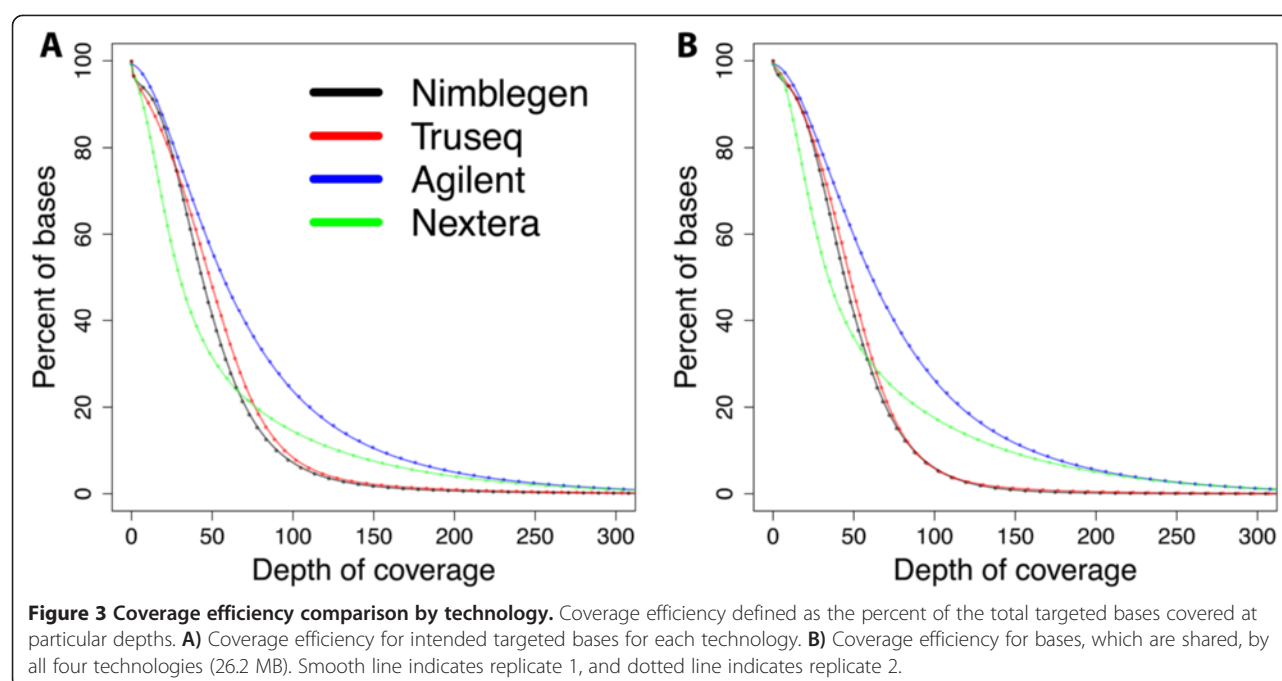 A
B
100
80
60
40
20
0
Percent of bases
Nimblegen
Truseq
Agilent
Nextera
0 50 100 150 200 250 300
Depth of coverage
100
80
60
40
20
0
Percent of bases
0 50 100 150 200 250 300
Depth of coverage
Figure 3 Coverage efficiency comparison by technology. Coverage efficiency defined as the percent of the total targeted bases covered at
particular depths. A) Coverage efficiency for intended targeted bases for each technology. B) Coverage efficiency for bases, which are shared, by
all four technologies (26.2 MB). Smooth line indicates replicate 1, and dotted line indicates replicate 2.